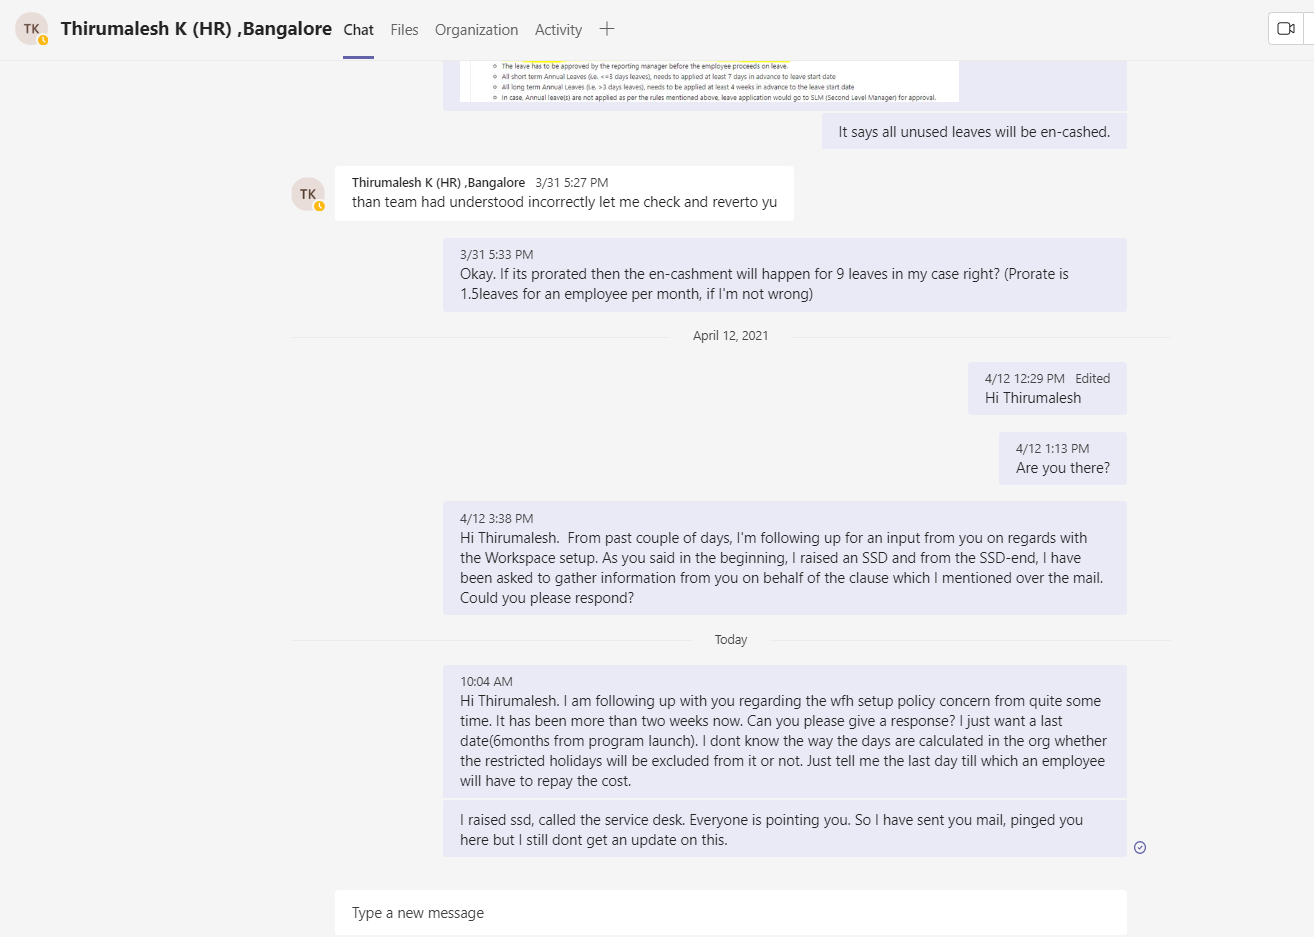 TK
Thirumalesh K (HR) ,Bangalore
Chat
Files
Organization
Activity
The leave has to be approved by the reporting manager before the employee proceeds on leave.
All short term Annual Leaves (i.e. <=3 days leaves), needs to applied at least 7 days in advance to leave start date
All long term Annual Leaves (i.e. >3 days leaves), needs to be applied at least 4 weeks in advance to the leave start date
In case, Annual leave(s) are not applied as per the rules mentioned above, leave application would go to SLM (Second Level Manager) for approval.
It says all unused leaves will be en-cashed.
TK
Thirumalesh K (HR) ,Bangalore 3/31 5:27 PM
than team had understood incorrectly let me check and reverto yu
3/31 5:33 PM
Okay. If its prorated then the en-cashment will happen for 9 leaves in my case right? (Prorate is
1.5leaves for an employee per month, if I'm not wrong)
April 12, 2021
4/12 12:29 PM Edited
Hi Thirumalesh
4/12 1:13 PM
Are you there?
4/12 3:38 PM
Hi Thirumalesh. From past couple of days, I'm following up for an input from you on regards with
the Workspace setup. As you said in the beginning, I raised an SSD and from the SSD-end, I have
been asked to gather information from you on behalf of the clause which I mentioned over the mail.
Could you please respond?
Today
10:04 AM
Hi Thirumalesh. I am following up with you regarding the wfh setup policy concern from quite some
time. It has been more than two weeks now. Can you please give a response? I just want a last
date(6months from program launch). I dont know the way the days are calculated in the org whether
the restricted holidays will be excluded from it or not. Just tell me the last day till which an employee
will have to repay the cost.
I raised ssd, called the service desk. Everyone is pointing you. So I have sent you mail, pinged you
here but I still dont get an update on this.
Type a new message